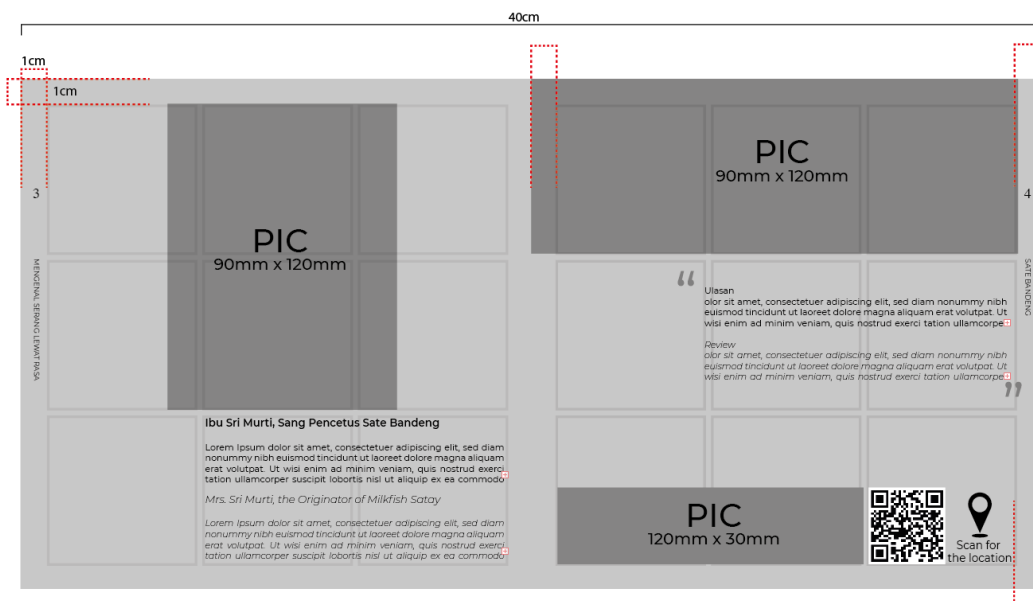 40cm
1cm
1cm
3
MENGENAL SERANG LEWAT RASA
PIC
90mm x 120mm
Ibu Sri Murti, Sang Pencetus Sate Bandeng
Lorem Ipsum dolor sit amet, consectetuer adipiscing elit, sed diam
nonummy nibh euismod tincidunt ut laoreet dolore magna aliquam
erat volutpat. Ut wisi enim ad minim veniam, quis nostrud exerci
tation ullamcorper suscipit lobortis nisl ut aliquip ex ea commodo
Mrs. Sri Murti, the Originator of Milkfish Satay
Lorem Ipsum dolor sit amet, consectetuer adipiscing elit, sed diam
nonummy nibh euismod tincidunt ut laoreet dolore magna aliquam
erat volutpat. Ut wisi enim ad minim veniam, quis nostrud exerci
tation ullamcorper suscipit lobortis nisl ut aliquip ex ea commodo
PIC
90mm x 120mm
4
SATE BANDENG
“
Ulasan
olor sit amet, consectetuer adipiscing elit, sed diam nonummy nibh
euismod tincidunt ut laoreet dolore magna aliquam erat volutpat. Ut
wisi enim ad minim veniam, quis nostrud exerci tation ullamcorpe
Review
olor sit amet, consectetuer adipiscing elit, sed diam nonummy nibh
euismod tincidunt ut laoreet dolore magna aliquam erat volutpat. Ut
wisi enim ad minim veniam, quis nostrud exerci tation ullamcorpe
”
PIC
120mm x 30mm
Scan for
the location